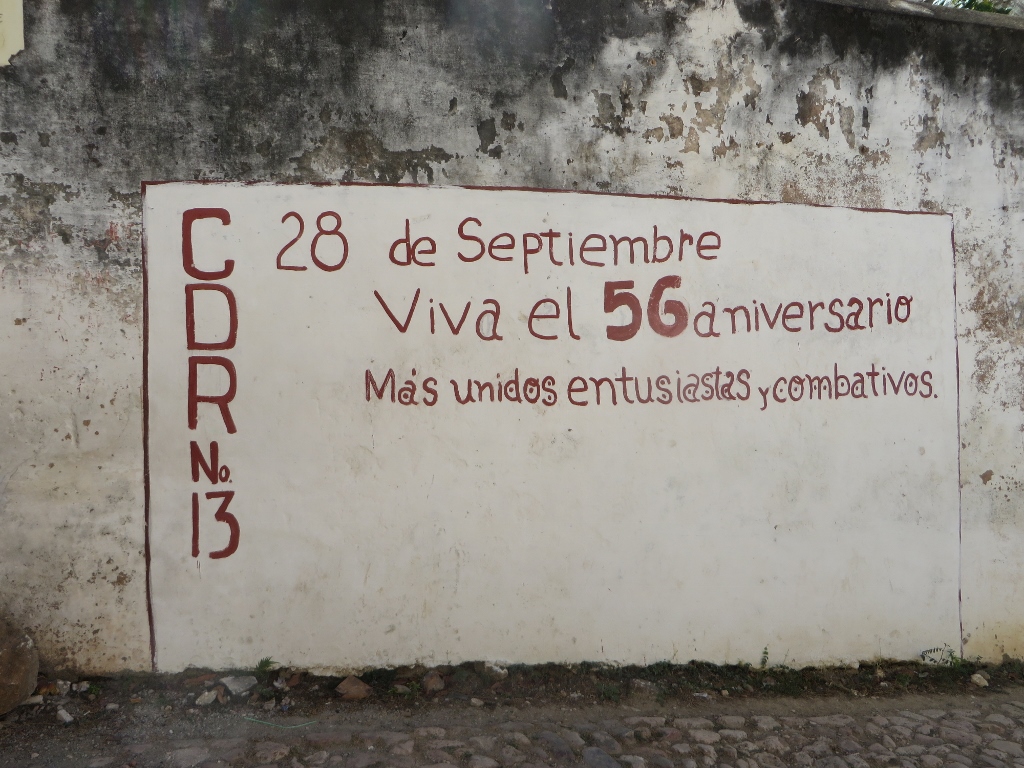 CDR No. 13
28 de Septiembre
Viva el 56 aniversario
Más unidos entusiastas y combativos.